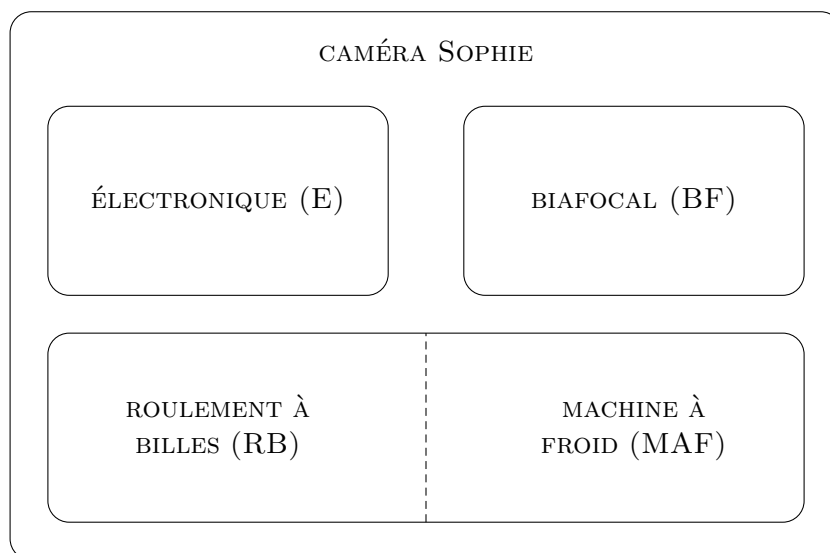 CAMÉRA SOPHIE
ÉLECTRONIQUE (E)
BIAFOCAL (BF)
ROULEMENT À
BILLES (RB)
MACHINE À
FROID (MAF)